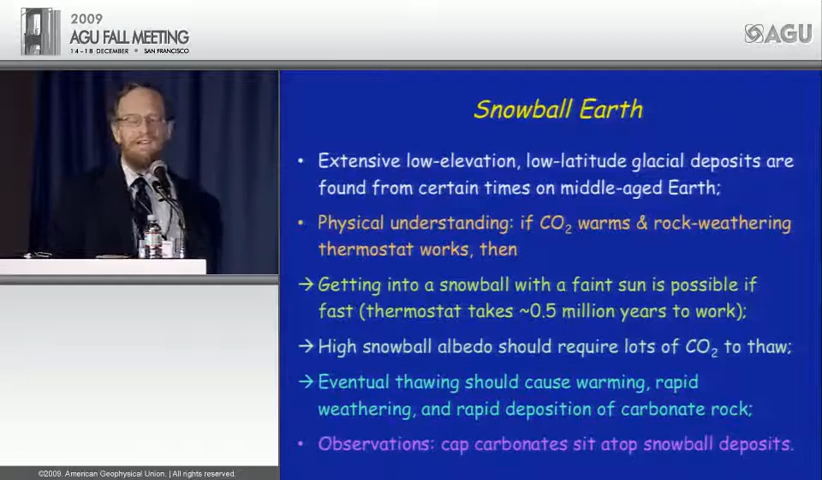 2009
AGU FALL MEETING
14 - 18 DECEMBER • SAN FRANCISCO
AGU
Snowball Earth
• Extensive low-elevation, low-latitude glacial deposits are
found from certain times on middle-aged Earth;
• Physical understanding: if CO₂ warms & rock-weathering
thermostat works, then
→ Getting into a snowball with a faint sun is possible if
fast (thermostat takes ~0.5 million years to work);
→ High snowball albedo should require lots of CO₂ to thaw;
→ Eventual thawing should cause warming, rapid
weathering, and rapid deposition of carbonate rock;
• Observations: cap carbonates sit atop snowball deposits.
©2009. American Geophysical Union. | All rights reserved.